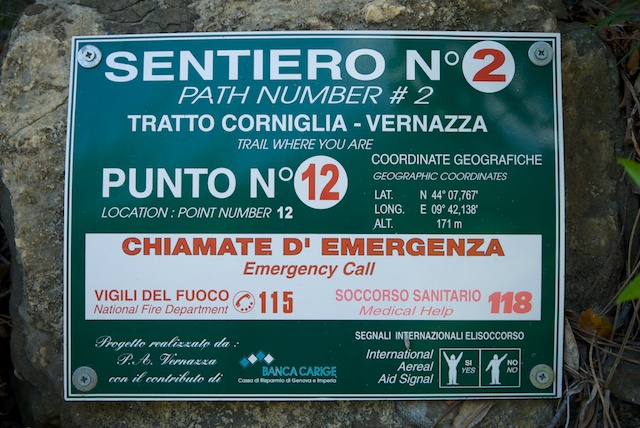 SENTIERO N° 2
PATH NUMBER # 2
TRATTO CORNIGLIA - VERNAZZA
TRAIL WHERE YOU ARE
PUNTO N° 12
LOCATION : POINT NUMBER 12
COORDINATE GEOGRAFICHE
GEOGRAPHIC COORDINATES
LAT. N 44° 07,767'
LONG. E 09° 42,138'
ALT. 171 m
CHIAMATE D' EMERGENZA
Emergency Call
VIGILI DEL FUOCO 115
National Fire Department
SOCCORSO SANITARIO 118
Medical Help
Progetto realizzato da :
P.A. Vernazza
con il contributo di
BANCA CARIGE
Cassa di Risparmio di Genova e Imperia
SEGNALI INTERNAZIONALI ELISOCCORSO
International
Aereal
Aid Signal
SI
YES
NO
NO